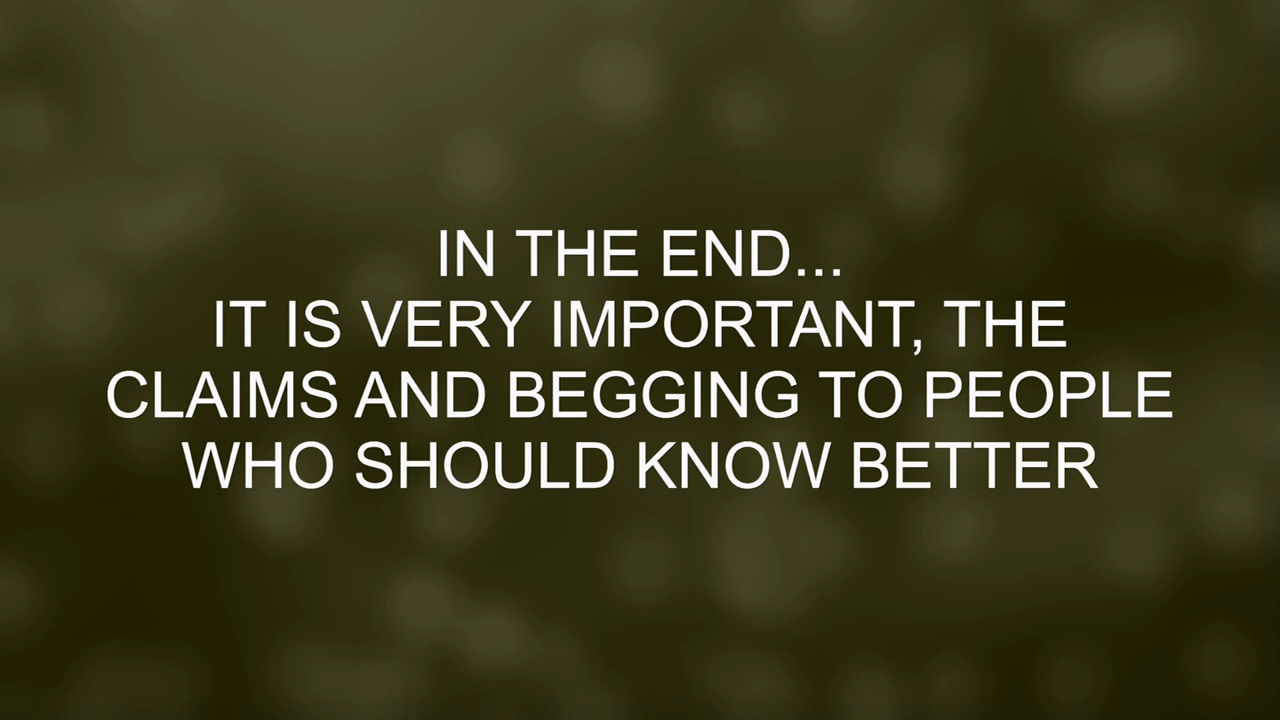 IN THE END...
IT IS VERY IMPORTANT, THE
CLAIMS AND BEGGING TO PEOPLE
WHO SHOULD KNOW BETTER